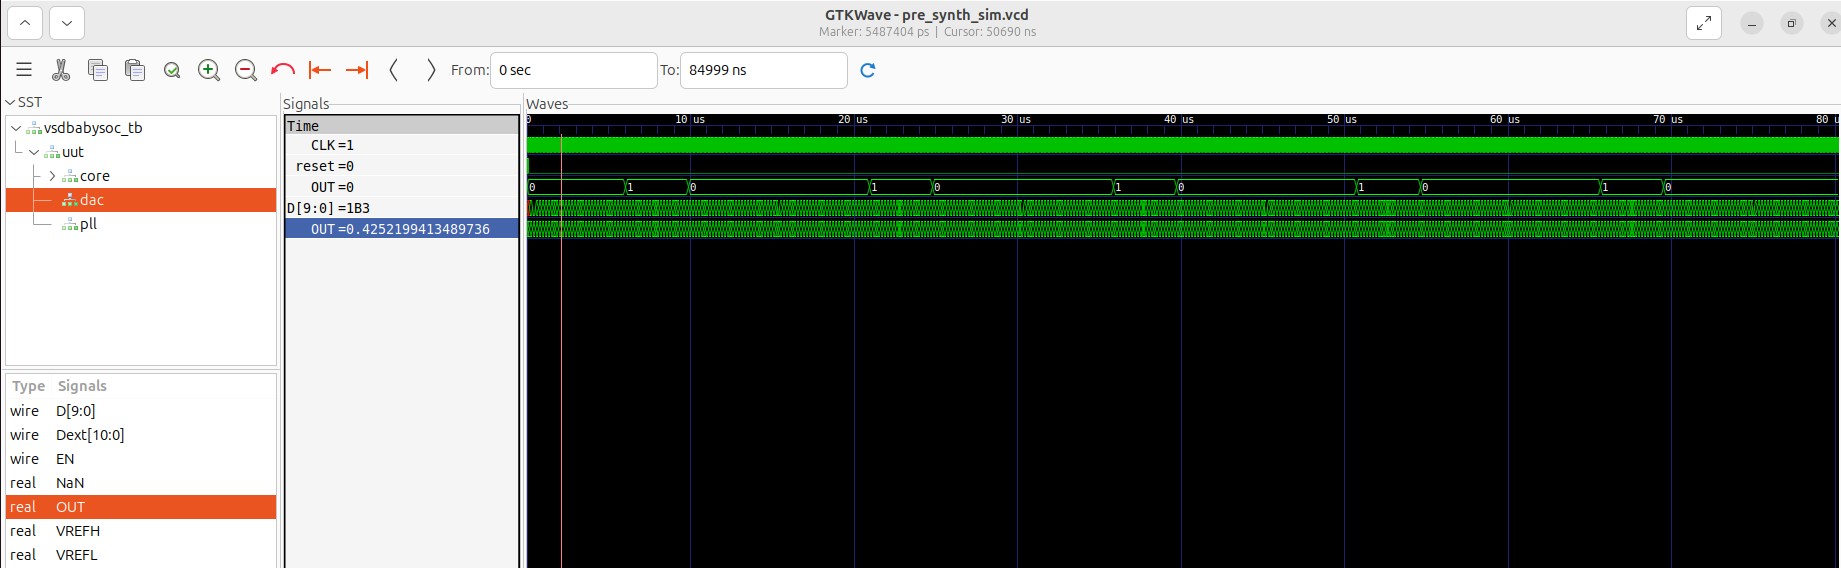 GTKWave - pre_synth_sim.vcd
Marker: 5487404 ps | Cursor: 50690 ns
From: 0 sec To: 84999 ns
SST
vsdbabysoc_tb
uut
core
dac
pll
Type Signals
wire D[9:0]
wire Dext[10:0]
wire EN
real NaN
real OUT
real VREFH
real VREFL
Signals
Time
CLK=1
reset=0
OUT=0
D[9:0]=1B3
OUT=0.4252199413489736
Waves
0 10 us 20 us 30 us 40 us 50 us 60 us 70 us 80 u
0 1 0 1 0 1 0 1 0 1 0